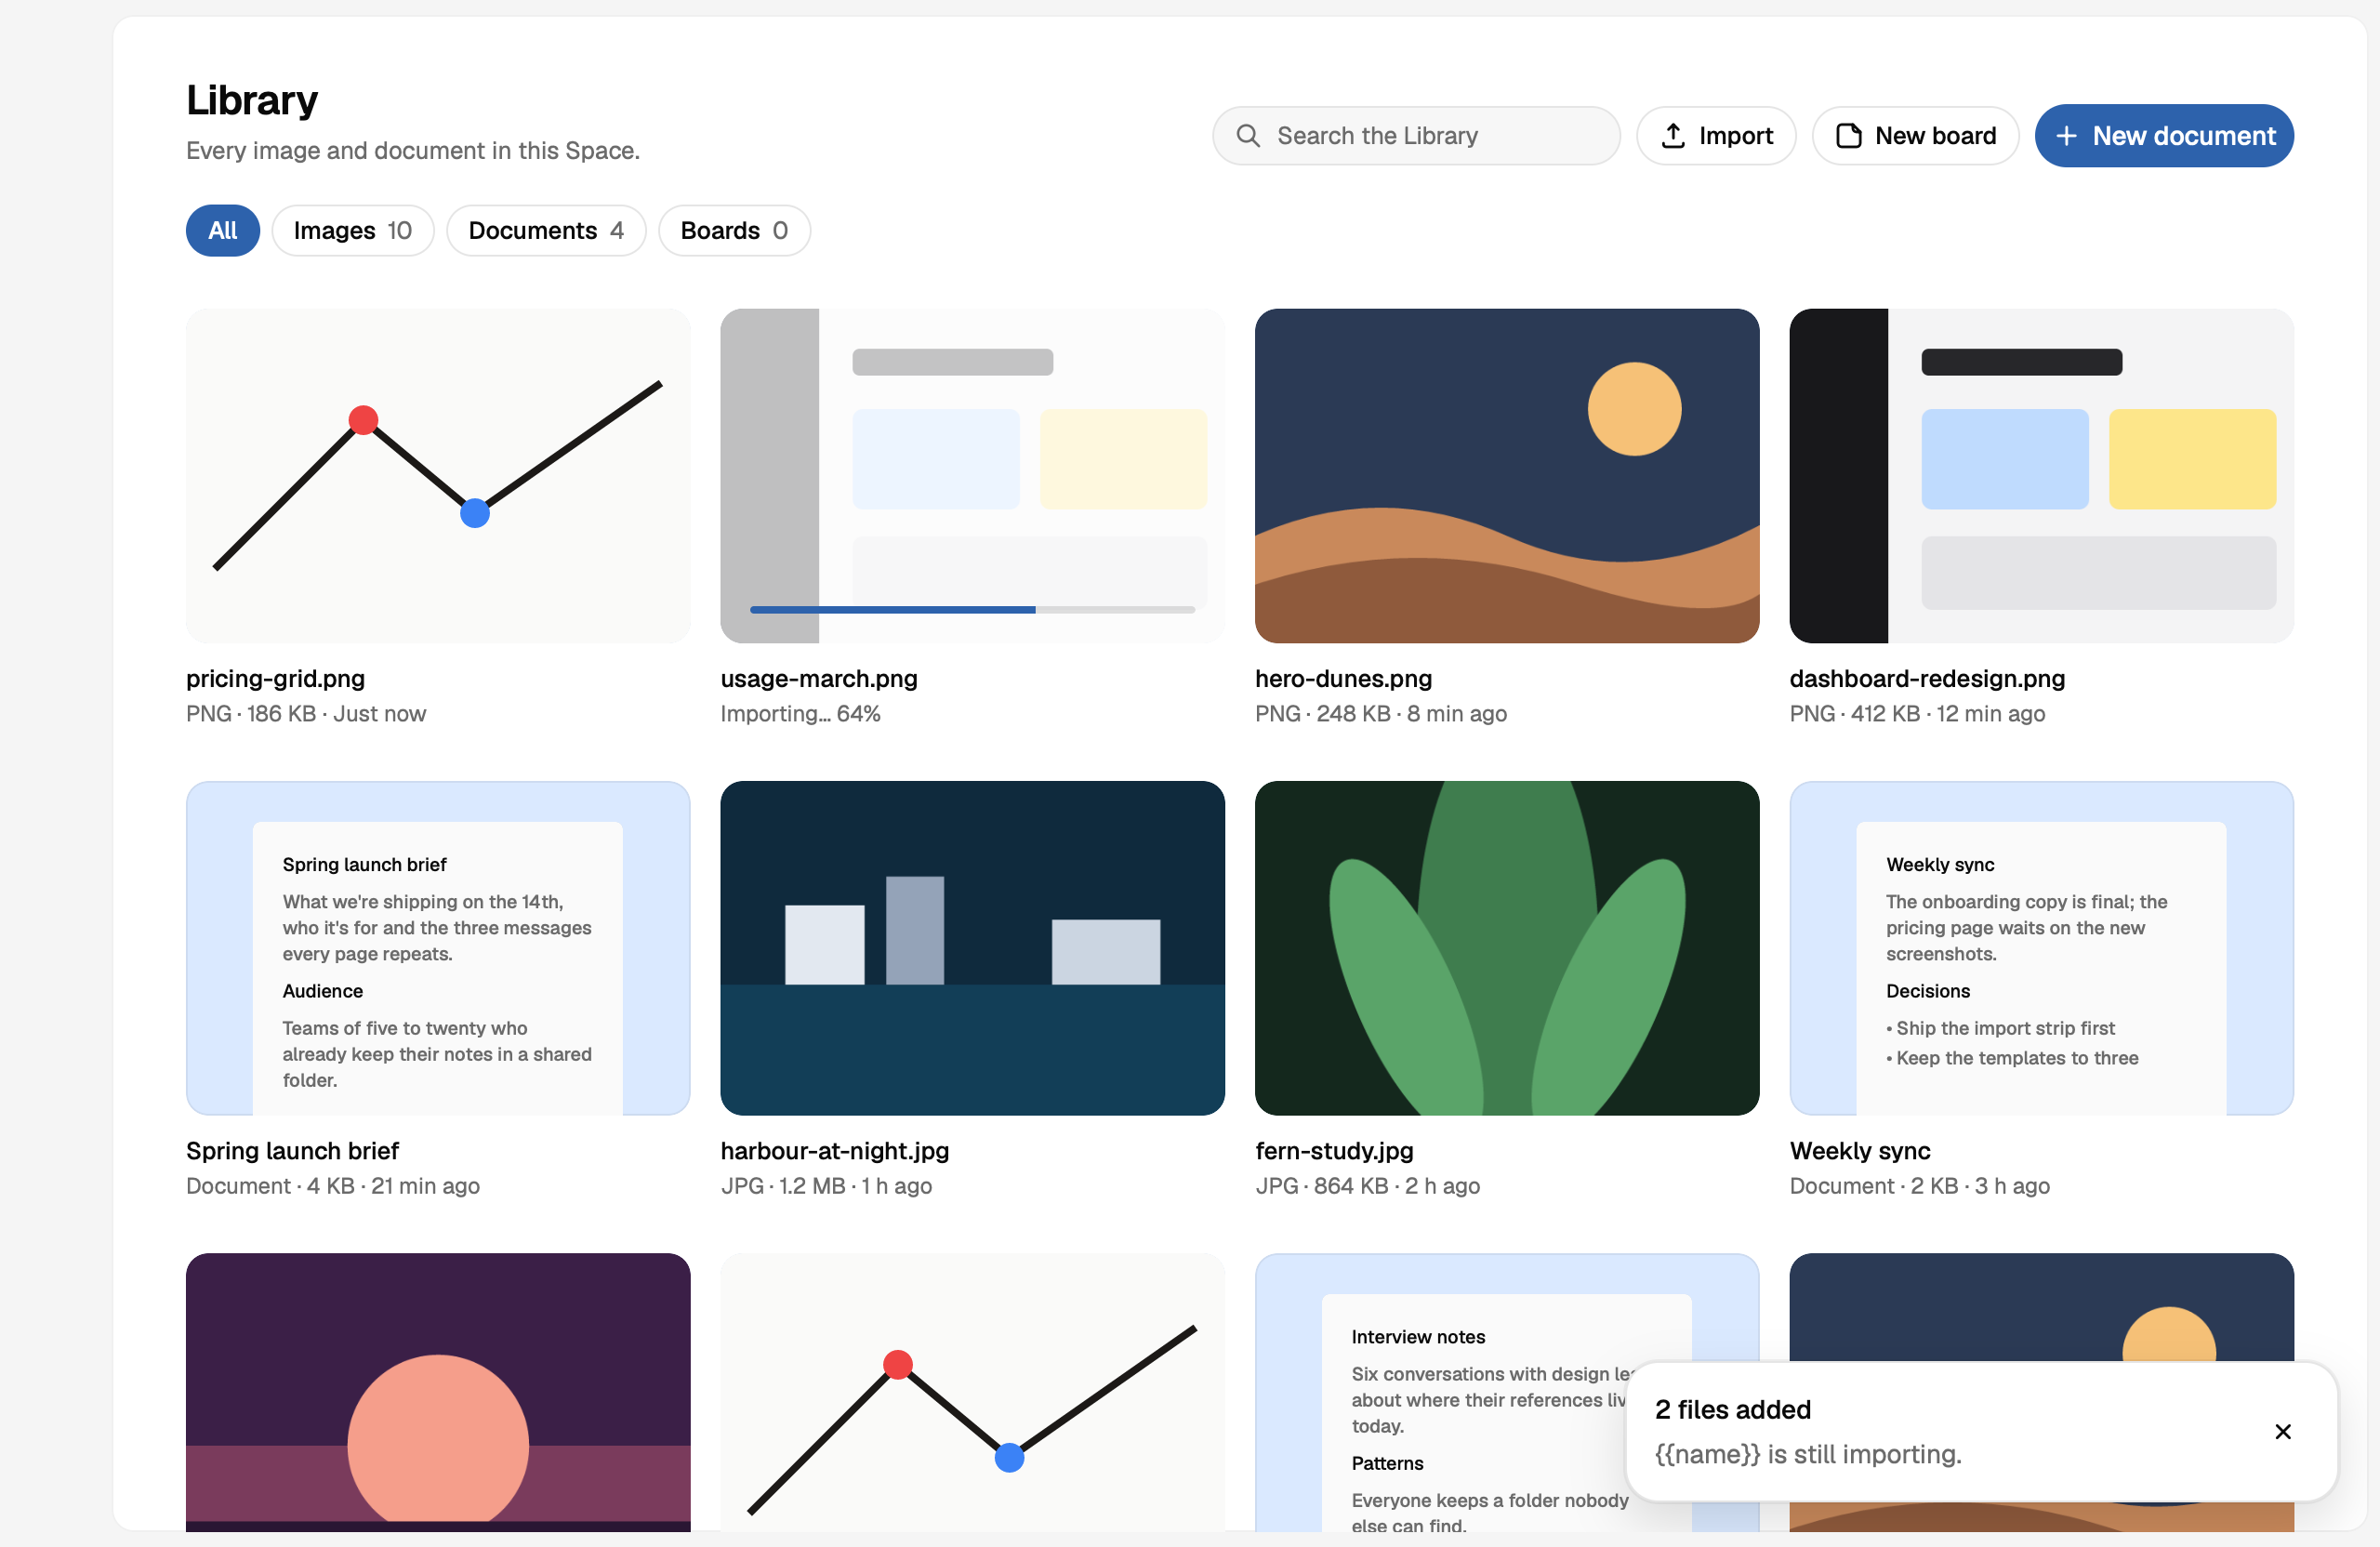 Library
Every image and document in this Space.
Search the Library
Import
New board
New document
All
Images 10
Documents 4
Boards 0
pricing-grid.png
PNG · 186 KB · Just now
usage-march.png
Importing... 64%
hero-dunes.png
PNG · 248 KB · 8 min ago
dashboard-redesign.png
PNG · 412 KB · 12 min ago
Spring launch brief
What we're shipping on the 14th,
who it's for and the three messages
every page repeats.
Audience
Teams of five to twenty who
already keep their notes in a shared
folder.
Spring launch brief
Document · 4 KB · 21 min ago
harbour-at-night.jpg
JPG · 1.2 MB · 1 h ago
fern-study.jpg
JPG · 864 KB · 2 h ago
Weekly sync
The onboarding copy is final; the
pricing page waits on the new
screenshots.
Decisions
• Ship the import strip first
• Keep the templates to three
Weekly sync
Document · 2 KB · 3 h ago
Interview notes
Six conversations with design
about where their references
today.
Patterns
Everyone keeps a folder nobody
else can find.
2 files added
{{name}} is still importing.